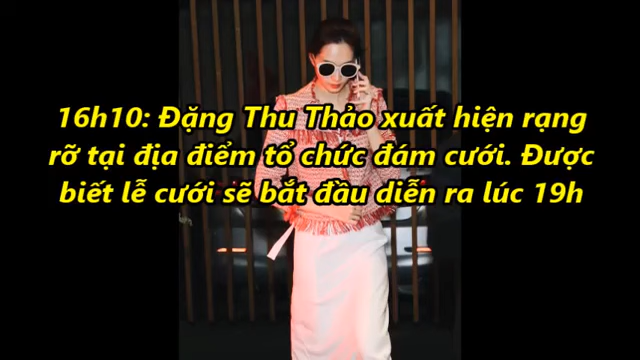 16h10: Đặng Thu Thảo xuất hiện rạng
rỡ tại địa điểm tổ chức đám cưới. Được
biết lễ cưới sẽ bắt đầu diễn ra lúc 19h